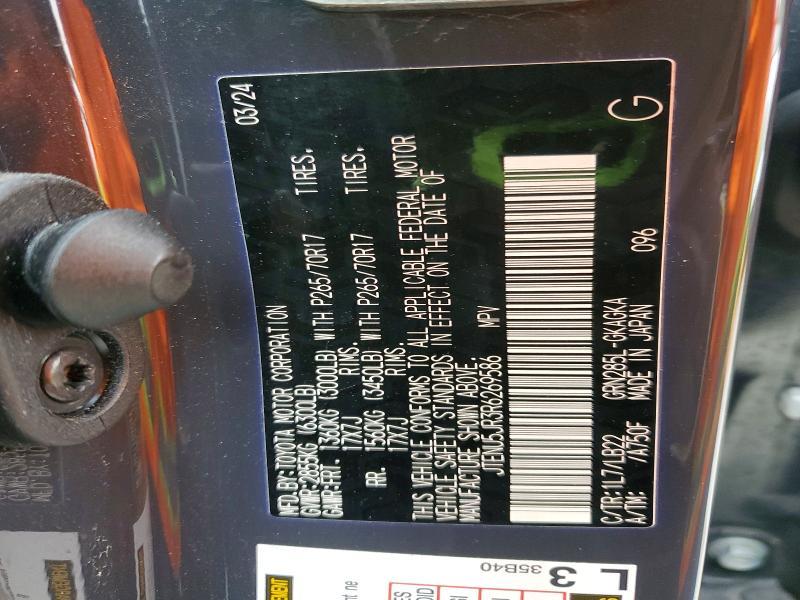 MFD.BY:TOYOTA MOTOR CORPORATION 03/24
GVWR:2855KG (6300LB)
GAWR:FRT. 1360KG (3000LB) WITH P265/70R17 TIRES.
17X7J RIMS.
RR. 1560KG (3450LB) WITH P265/70R17 TIRES.
17X7J RIMS.
THIS VEHICLE CONFORMS TO ALL APPLICABLE FEDERAL MOTOR
VEHICLE SAFETY STANDARDS IN EFFECT ON THE DATE OF
MANUFACTURE SHOWN ABOVE.
JTENU5JR3R6269586 MPV
C/TR:1L7/LB22 GRN285L-GKAGKA
A/TM: /A750F MADE IN JAPAN 096 G
L
3
35B40